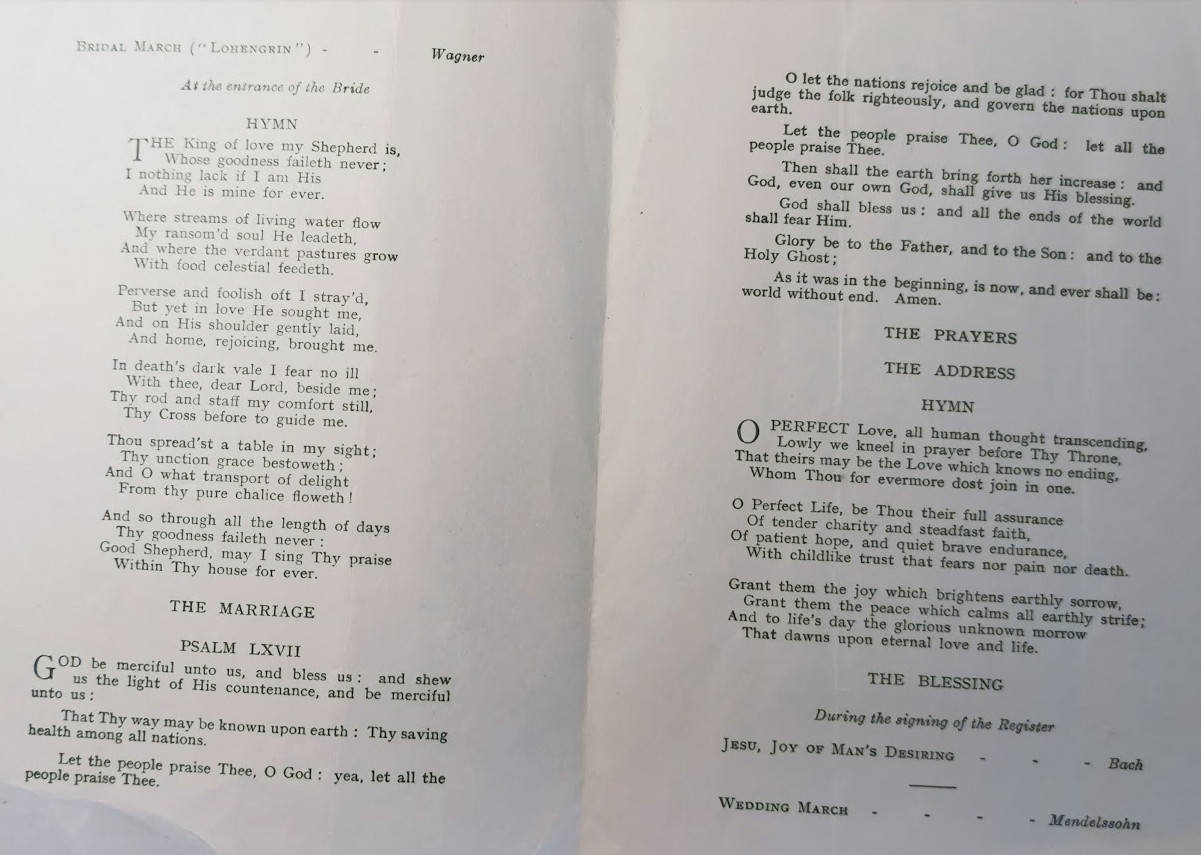 BRIDAL MARCH ("LOHENGRIN") - - Wagner
At the entrance of the Bride
HYMN
THE King of love my Shepherd is,
Whose goodness faileth never;
I nothing lack if I am His
And He is mine for ever.
Where streams of living water flow
My ransom'd soul He leadeth,
And where the verdant pastures grow
With food celestial feedeth.
Perverse and foolish oft I stray'd,
But yet in love He sought me,
And on His shoulder gently laid,
And home, rejoicing, brought me.
In death's dark vale I fear no ill
With thee, dear Lord, beside me;
Thy rod and staff my comfort still,
Thy Cross before to guide me.
Thou spread'st a table in my sight;
Thy unction grace bestoweth;
And O what transport of delight
From thy pure chalice floweth!
And so through all the length of days
Thy goodness faileth never:
Good Shepherd, may I sing Thy praise
Within Thy house for ever.
THE MARRIAGE
PSALM LXVII
GOD be merciful unto us, and bless us: and shew
us the light of His countenance, and be merciful
unto us:
That Thy way may be known upon earth: Thy saving
health among all nations.
Let the people praise Thee, O God: yea, let all the
people praise Thee.
O let the nations rejoice and be glad: for Thou shalt
judge the folk righteously, and govern the nations upon
earth.
Let the people praise Thee, O God: let all the
people praise Thee.
Then shall the earth bring forth her increase: and
God, even our own God, shall give us His blessing.
God shall bless us: and all the ends of the world
shall fear Him.
Glory be to the Father, and to the Son: and to the
Holy Ghost;
As it was in the beginning, is now, and ever shall be:
world without end. Amen.
THE PRAYERS
THE ADDRESS
HYMN
O PERFECT Love, all human thought transcending,
Lowly we kneel in prayer before Thy Throne,
That theirs may be the Love which knows no ending,
Whom Thou for evermore dost join in one.
O Perfect Life, be Thou their full assurance
Of tender charity and steadfast faith,
Of patient hope, and quiet brave endurance,
With childlike trust that fears nor pain nor death.
Grant them the joy which brightens earthly sorrow,
Grant them the peace which calms all earthly strife;
And to life's day the glorious unknown morrow
That dawns upon eternal love and life.
THE BLESSING
During the signing of the Register
JESU, JOY OF MAN'S DESIRING - - - Bach
WEDDING MARCH - - - - Mendelssohn